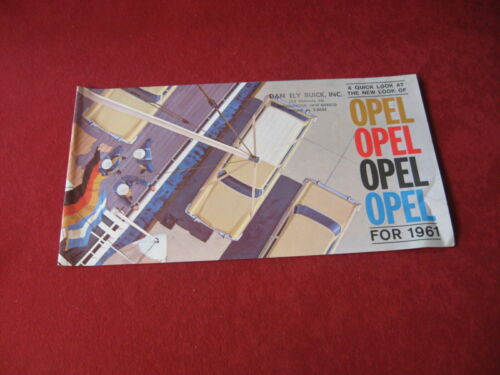 DAN ELY BUICK, INC.
A QUICK LOOK AT
THE NEW LOOK OF
OPEL
OPEL
OPEL
OPEL
FOR 1961